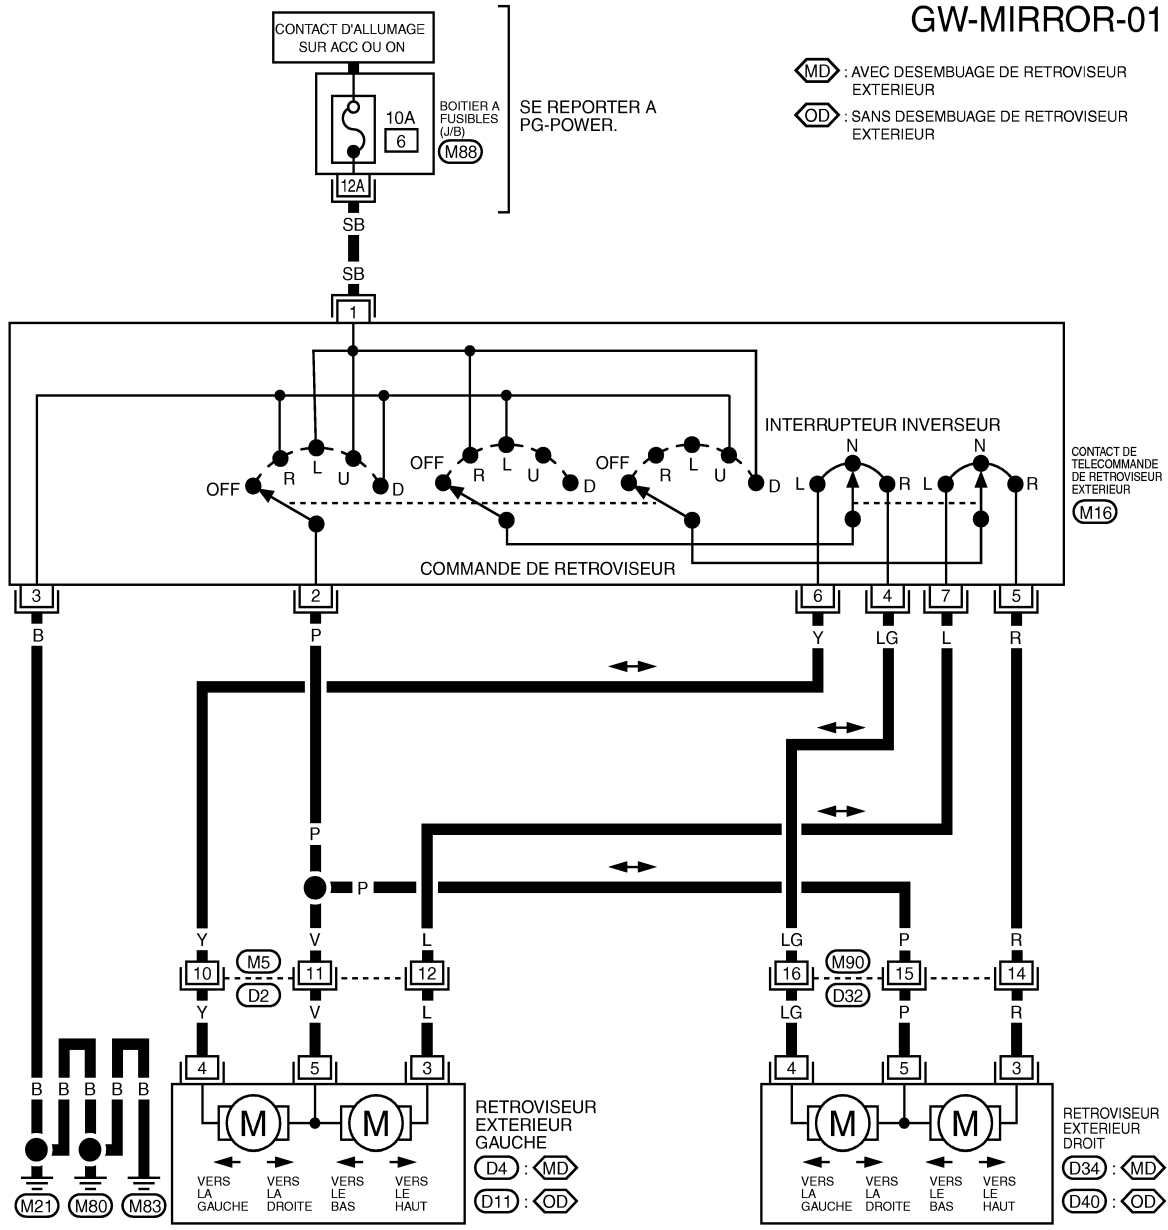 GW-MIRROR-01
CONTACT D'ALLUMAGE
SUR ACC OU ON
10A
6
BOITIER A
FUSIBLES
(J/B)
M88
SE REPORTER A
PG-POWER.
MD : AVEC DESEMBUAGE DE RETROVISEUR
EXTERIEUR
OD : SANS DESEMBUAGE DE RETROVISEUR
EXTERIEUR
12A
SB
SB
1
INTERRUPTEUR INVERSEUR
OFF R L U D
OFF R L U D
OFF R L U D
L N R
L N R
COMMANDE DE RETROVISEUR
CONTACT DE
TELECOMMANDE
DE RETROVISEUR
EXTERIEUR
M16
3 2 6 4 7 5
B P Y LG L R
P
P
Y V L LG P R
10 M5 11 12 16 M90 15 14
D2 D32
Y V L LG P R
4 5 3 4 5 3
B B B B B
M M M M
VERS
LA
GAUCHE
VERS
LA
DROITE
VERS
LE
BAS
VERS
LE
HAUT
RETROVISEUR
EXTERIEUR
GAUCHE
D4 : MD
D11 : OD
VERS
LA
GAUCHE
VERS
LA
DROITE
VERS
LE
BAS
VERS
LE
HAUT
RETROVISEUR
EXTERIEUR
DROIT
D34 : MD
D40 : OD
M21 M80 M83